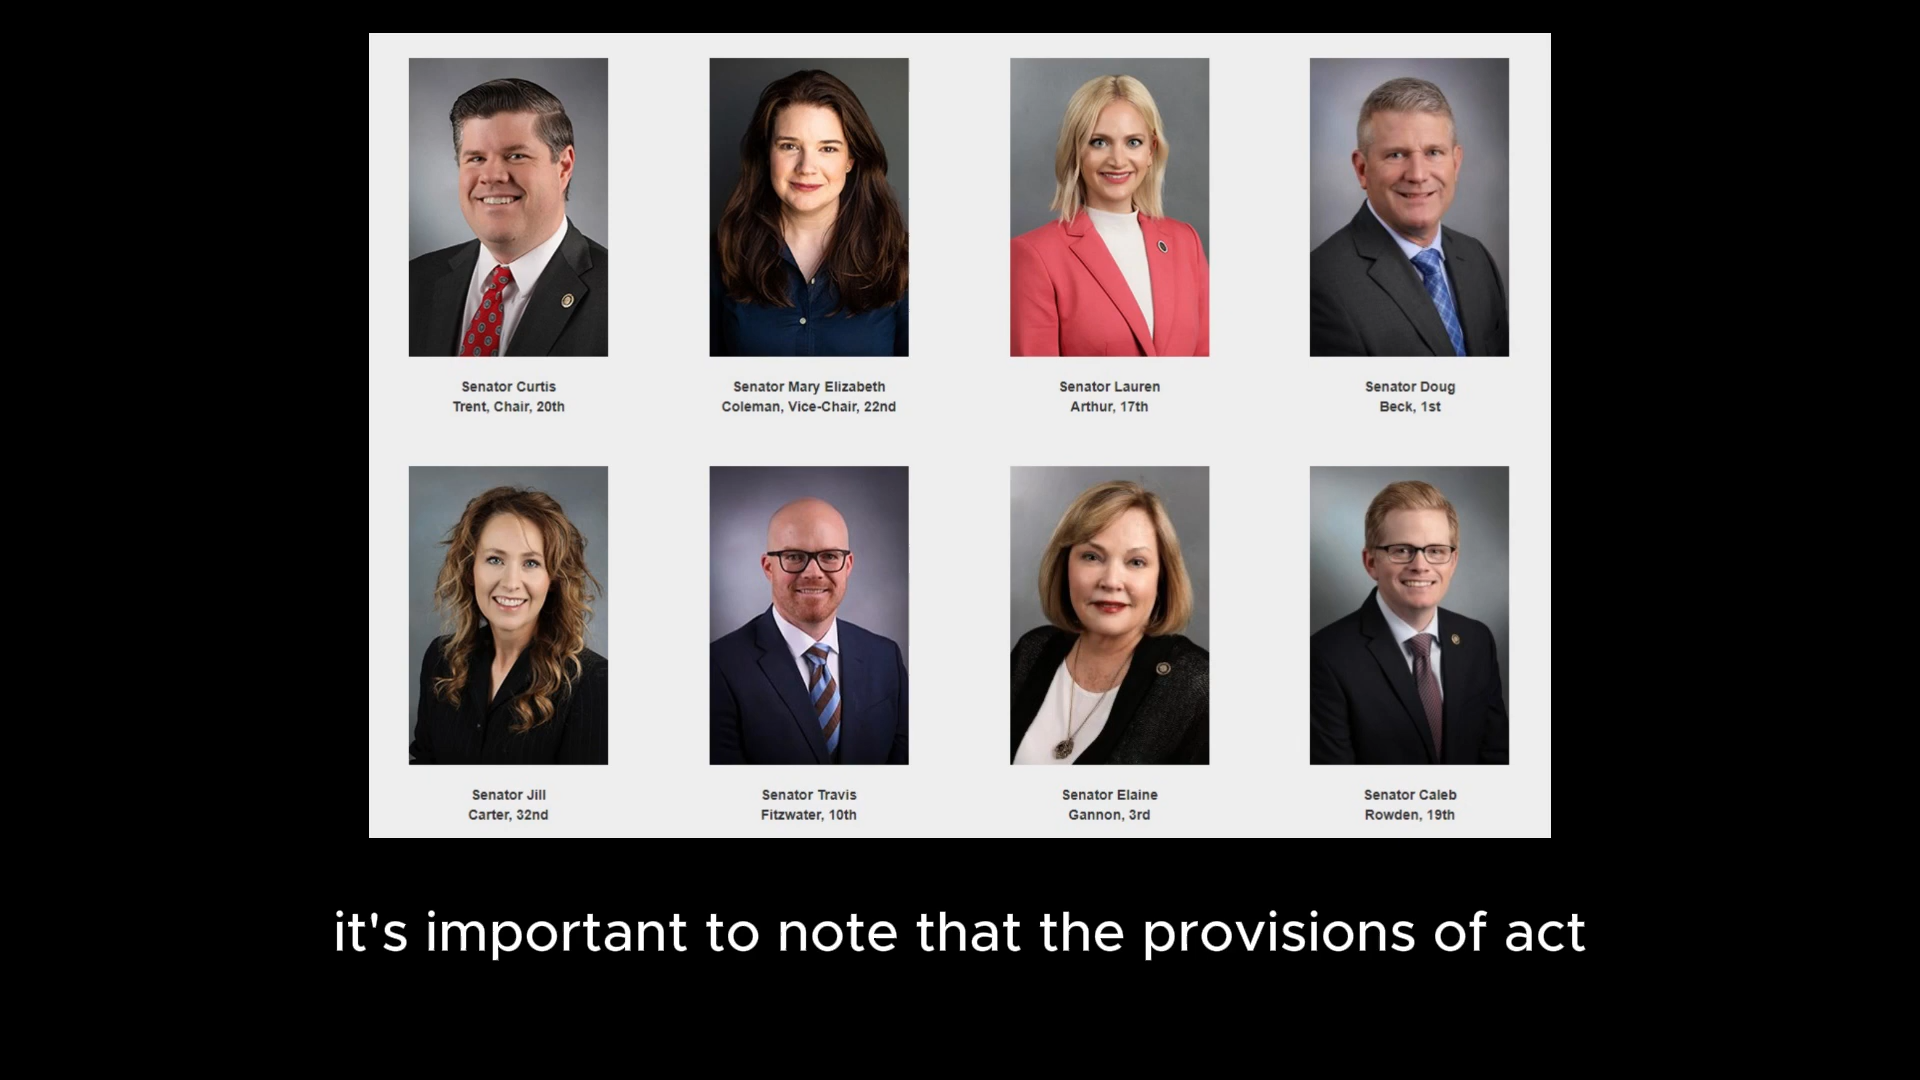 Senator Curtis
Trent, Chair, 20th
Senator Mary Elizabeth
Coleman, Vice-Chair, 22nd
Senator Lauren
Arthur, 17th
Senator Doug
Beck, 1st
Senator Jill
Carter, 32nd
Senator Travis
Fitzwater, 10th
Senator Elaine
Gannon, 3rd
Senator Caleb
Rowden, 19th
it's important to note that the provisions of act